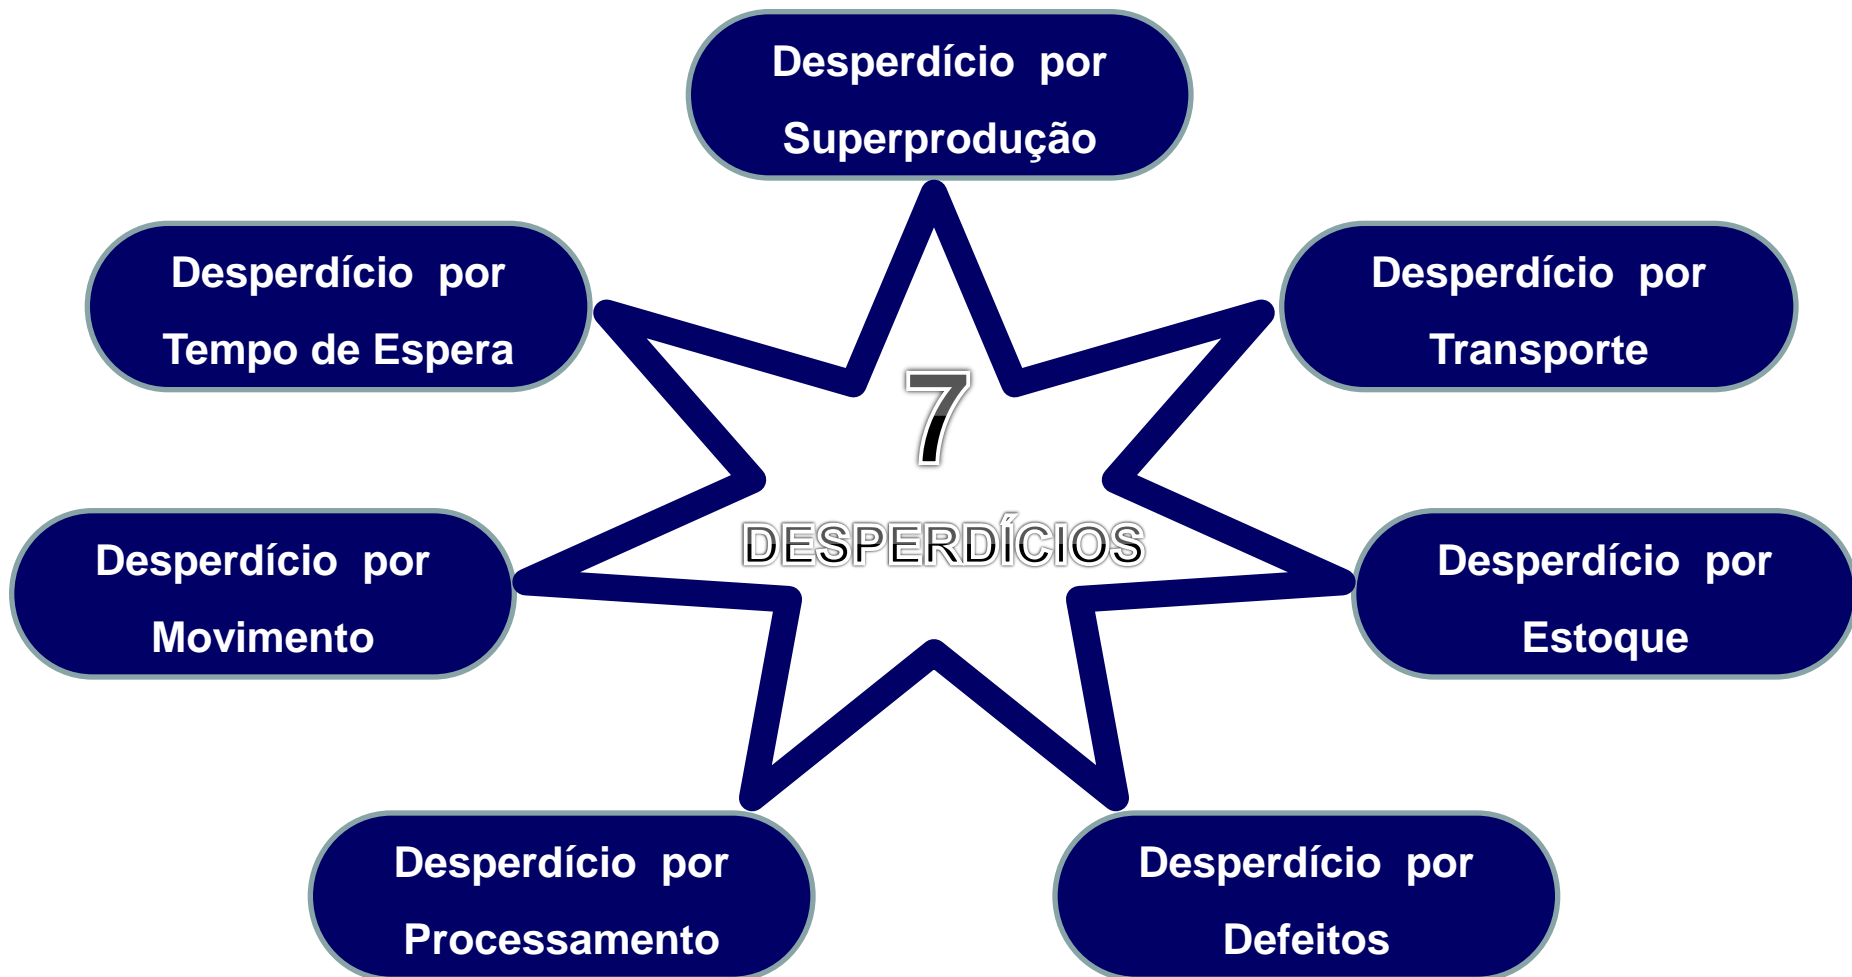 Desperdício por
Superprodução
Desperdício por
Tempo de Espera
Desperdício por
Transporte
7
DESPERDÍCIOS
Desperdício por
Movimento
Desperdício por
Estoque
Desperdício por
Processamento
Desperdício por
Defeitos